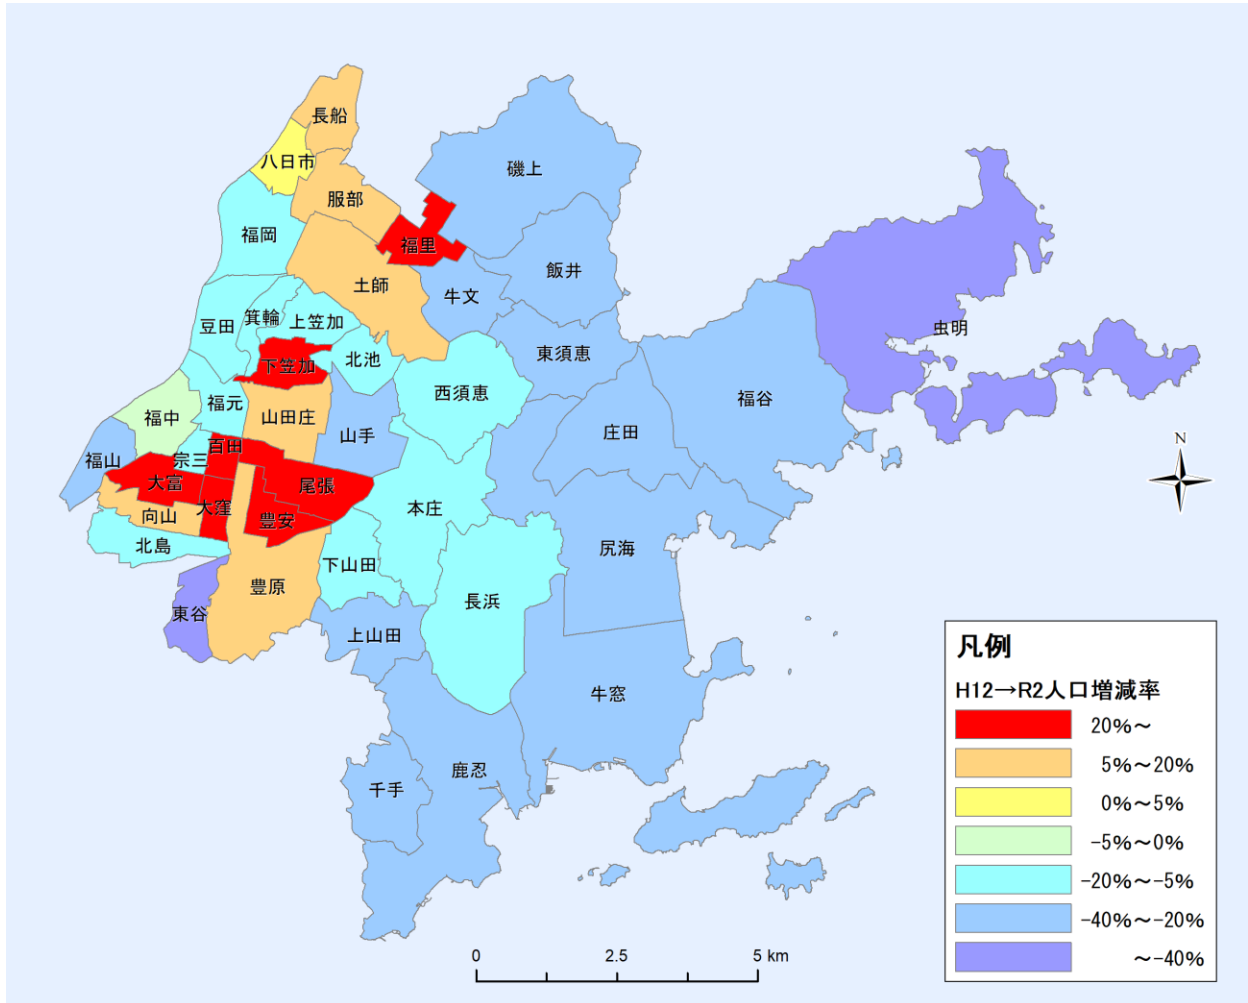 長船
八日市
磯上
服部
福岡
福里
飯井
土師
牛文
箕輪
上笠加
豆田
虫明
北池
東須恵
下笠加
西須恵
福谷
福元
福中
山田庄
山手
庄田
百田
福山
宗三
大富
尾張
大窪
本庄
向山
豊安
北島
尻海
下山田
豊原
長浜
東谷
上山田
牛窓
鹿忍
千手
N
凡例
H12→R2人口増減率
20%～
5%～20%
0%～5%
-5%～0%
-20%～-5%
-40%～-20%
～-40%
0 2.5 5 km